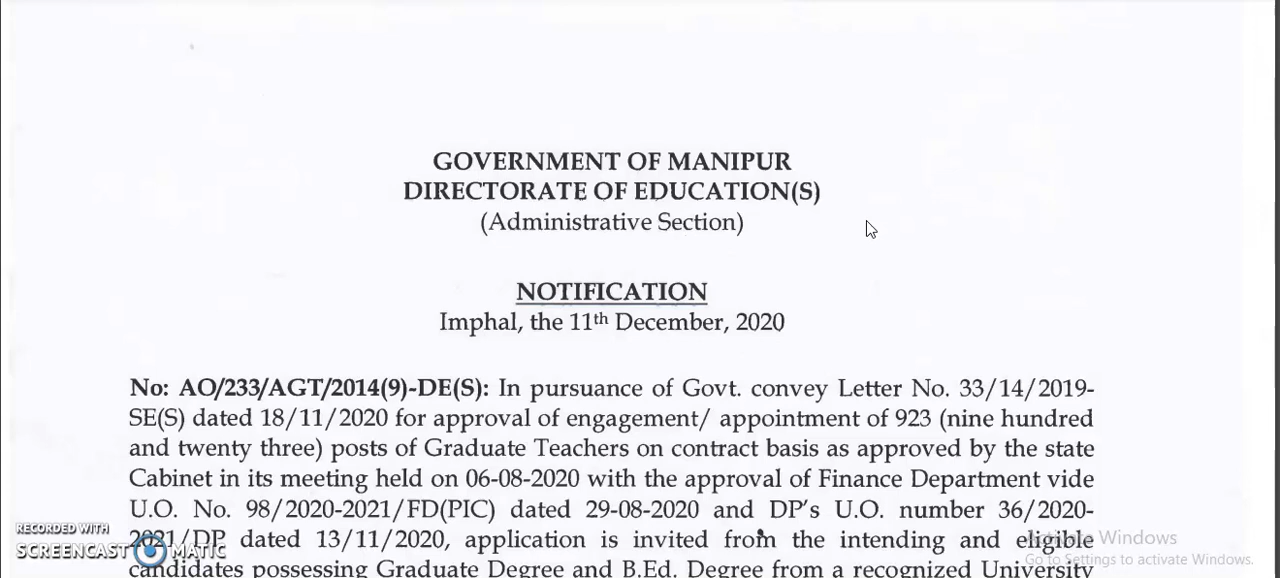 GOVERNMENT OF MANIPUR
DIRECTORATE OF EDUCATION(S)
(Administrative Section)
NOTIFICATION
Imphal, the 11th December, 2020
No: AO/233/AGT/2014(9)-DE(S): In pursuance of Govt. convey Letter No. 33/14/2019-
SE(S) dated 18/11/2020 for approval of engagement/ appointment of 923 (nine hundred
and twenty three) posts of Graduate Teachers on contract basis as approved by the state
Cabinet in its meeting held on 06-08-2020 with the approval of Finance Department vide
U.O. No. 98/2020-2021/FD(PIC) dated 29-08-2020 and DP's U.O. number 36/2020-
2021/DP dated 13/11/2020, application is invited from the intending and eligible
candidates possessing Graduate Degree and B.Ed. Degree from a recognized University
RECORDED WITH
SCREENCAST MATIC
Activate Windows
Go to Settings to activate Windows.